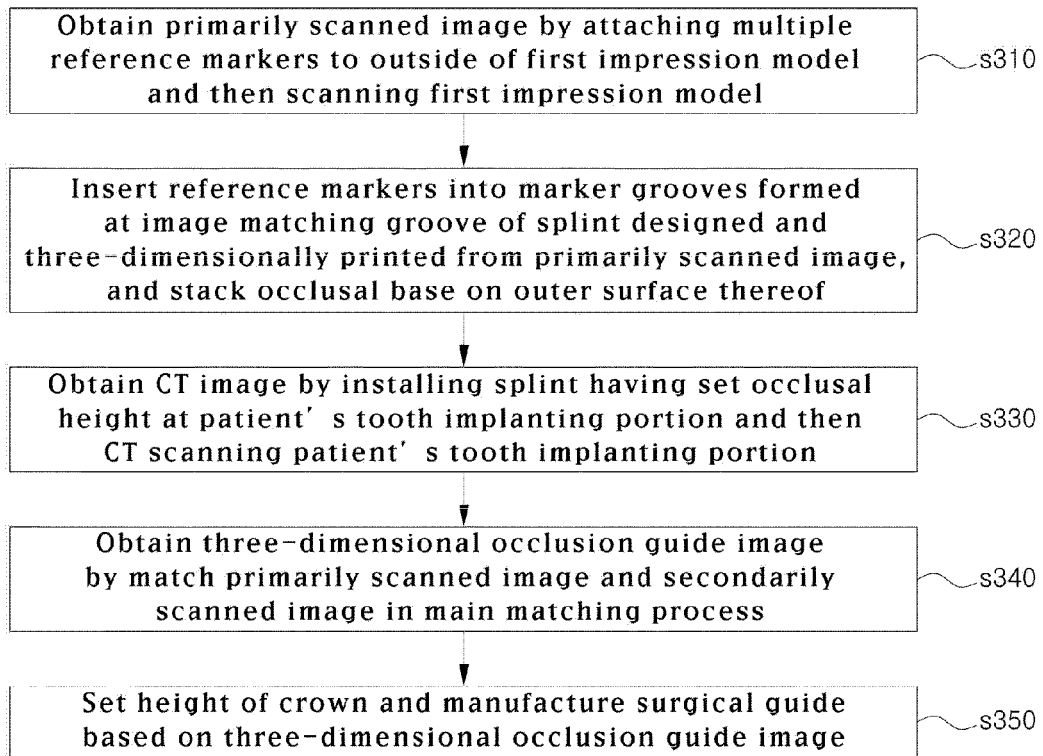 Obtain primarily scanned image by attaching multiple
reference markers to outside of first impression model
and then scanning first impression model
s310
Insert reference markers into marker grooves formed
at image matching groove of splint designed and
three-dimensionally printed from primarily scanned image,
and stack occlusal base on outer surface thereof
s320
Obtain CT image by installing splint having set occlusal
height at patient' s tooth implanting portion and then
CT scanning patient' s tooth implanting portion
s330
Obtain three-dimensional occlusion guide image
by match primarily scanned image and secondarily
scanned image in main matching process
s340
Set height of crown and manufacture surgical guide
based on three-dimensional occlusion guide image
s350